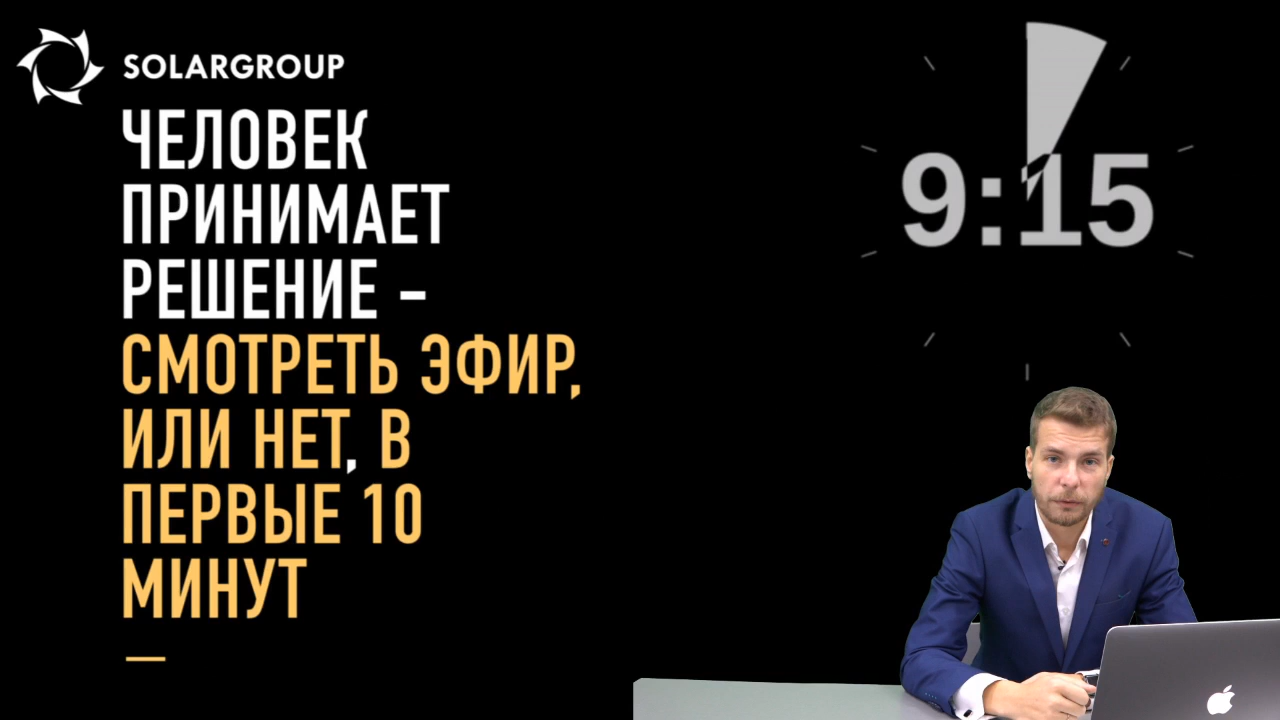 SOLARGROUP
ЧЕЛОВЕК
ПРИНИМАЕТ
РЕШЕНИЕ –
СМОТРЕТЬ ЭФИР,
ИЛИ НЕТ, В
ПЕРВЫЕ 10
МИНУТ
9:15